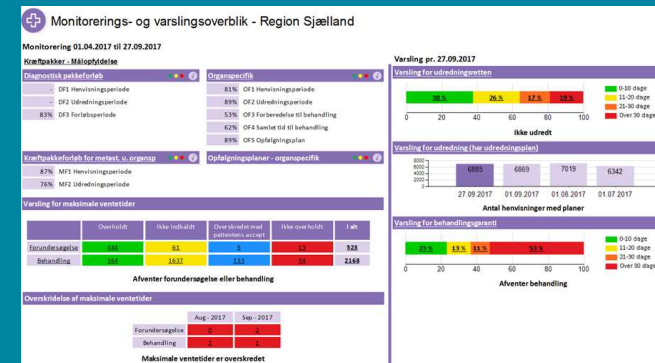 Monitorerings- og varslingsoverblik - Region Sjælland
Monitorering 01.04.2017 til 27.09.2017
Kræftpakker - Målopfyldelse
Diagnostisk pakkeforløb
- DF1 Henvisningsperiode
- DF2 Udredningsperiode
83% DF3 Forløbsperiode
Organspecifik
81% OF1 Henvisningsperiode
89% OF2 Udredningsperiode
53% OF3 Forberedelse til behandling
62% OF4 Samlet tid til behandling
89% OF5 Opfølgningsplan
Kræftpakkeforløb for metast. u. organsp
87% MF1 Henvisningsperiode
76% MF2 Udredningsperiode
Opfølgningsplaner - organspecifik
Varsling for maksimale ventetider
Overholdt Ikke indkaldt Overskredet med patientens accept Ikke overholdt I alt
Forundersøgelse 444 61 5 13 523
Behandling 364 1637 133 34 2168
Afventer forundersøgelse eller behandling
Overskridelse af maksimale ventetider
Aug - 2017 Sep - 2017
Forundersøgelse 0 2
Behandling 2 1
Maksimale ventetider er overskredet
Varsling pr. 27.09.2017
Varsling for udredningsretten
38 % 26 % 17 % 19 %
0 20 40 60 80 100
Ikke udredt
0-10 dage
11-20 dage
21-30 dage
Over 30 dage
Varsling for udredning (har udredningsplan)
8000
6000
4000
2000
0
6885 6869 7019 6342
27.09.2017 01.09.2017 01.08.2017 01.07.2017
Antal henvisninger med planer
Varsling for behandlingsgaranti
23 % 13 % 11 % 53 %
0 20 40 60 80 100
Afventer behandling
0-10 dage
11-20 dage
21-30 dage
Over 30 dage